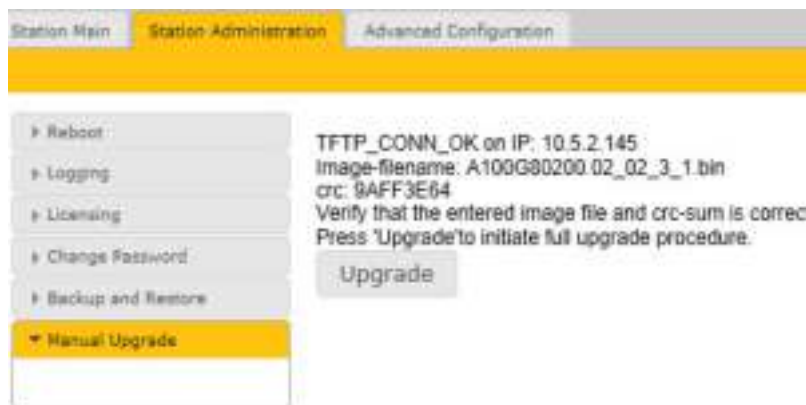 Station Main Station Administration Advanced Configuration
Reboot
Logging
Licensing
Change Password
Backup and Restore
Manual Upgrade
TFTP_CONN_OK on IP: 10.5.2.145
Image-filename: A100G80200.02_02_3_1.bin
crc: 9AFF3E64
Verify that the entered image file and crc-sum is correc
Press 'Upgrade'to initiate full upgrade procedure.
Upgrade